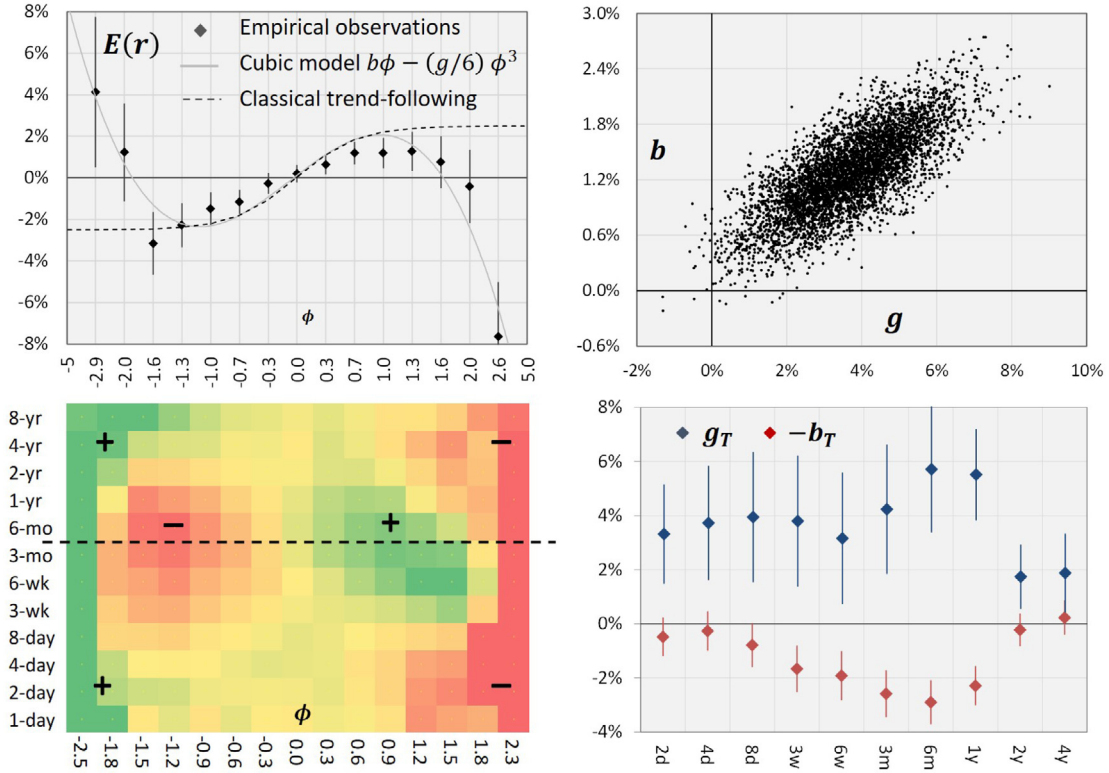 8%
6%
4%
2%
0%
-2%
-4%
-6%
-8%
E(r)
Empirical observations
Cubic model bϕ − (g/6) ϕ³
Classical trend-following
ϕ
-5
-2.9
-2.0
-1.6
-1.3
-1.0
-0.7
-0.3
0.0
0.3
0.7
1.0
1.3
1.6
2.0
2.6
5.0
3.0%
2.4%
1.8%
1.2%
0.6%
0.0%
-0.6%
b
g
-2%
0%
2%
4%
6%
8%
10%
8-yr
4-yr
2-yr
1-yr
6-mo
3-mo
6-wk
3-wk
8-day
4-day
2-day
1-day
+
−
−
+
+
−
ϕ
-2.5
-1.8
-1.5
-1.2
-0.9
-0.6
-0.3
0.0
0.3
0.6
0.9
1.2
1.5
1.8
2.3
8%
6%
4%
2%
0%
-2%
-4%
g_T
−b_T
2d
4d
8d
3w
6w
3m
6m
1y
2y
4y